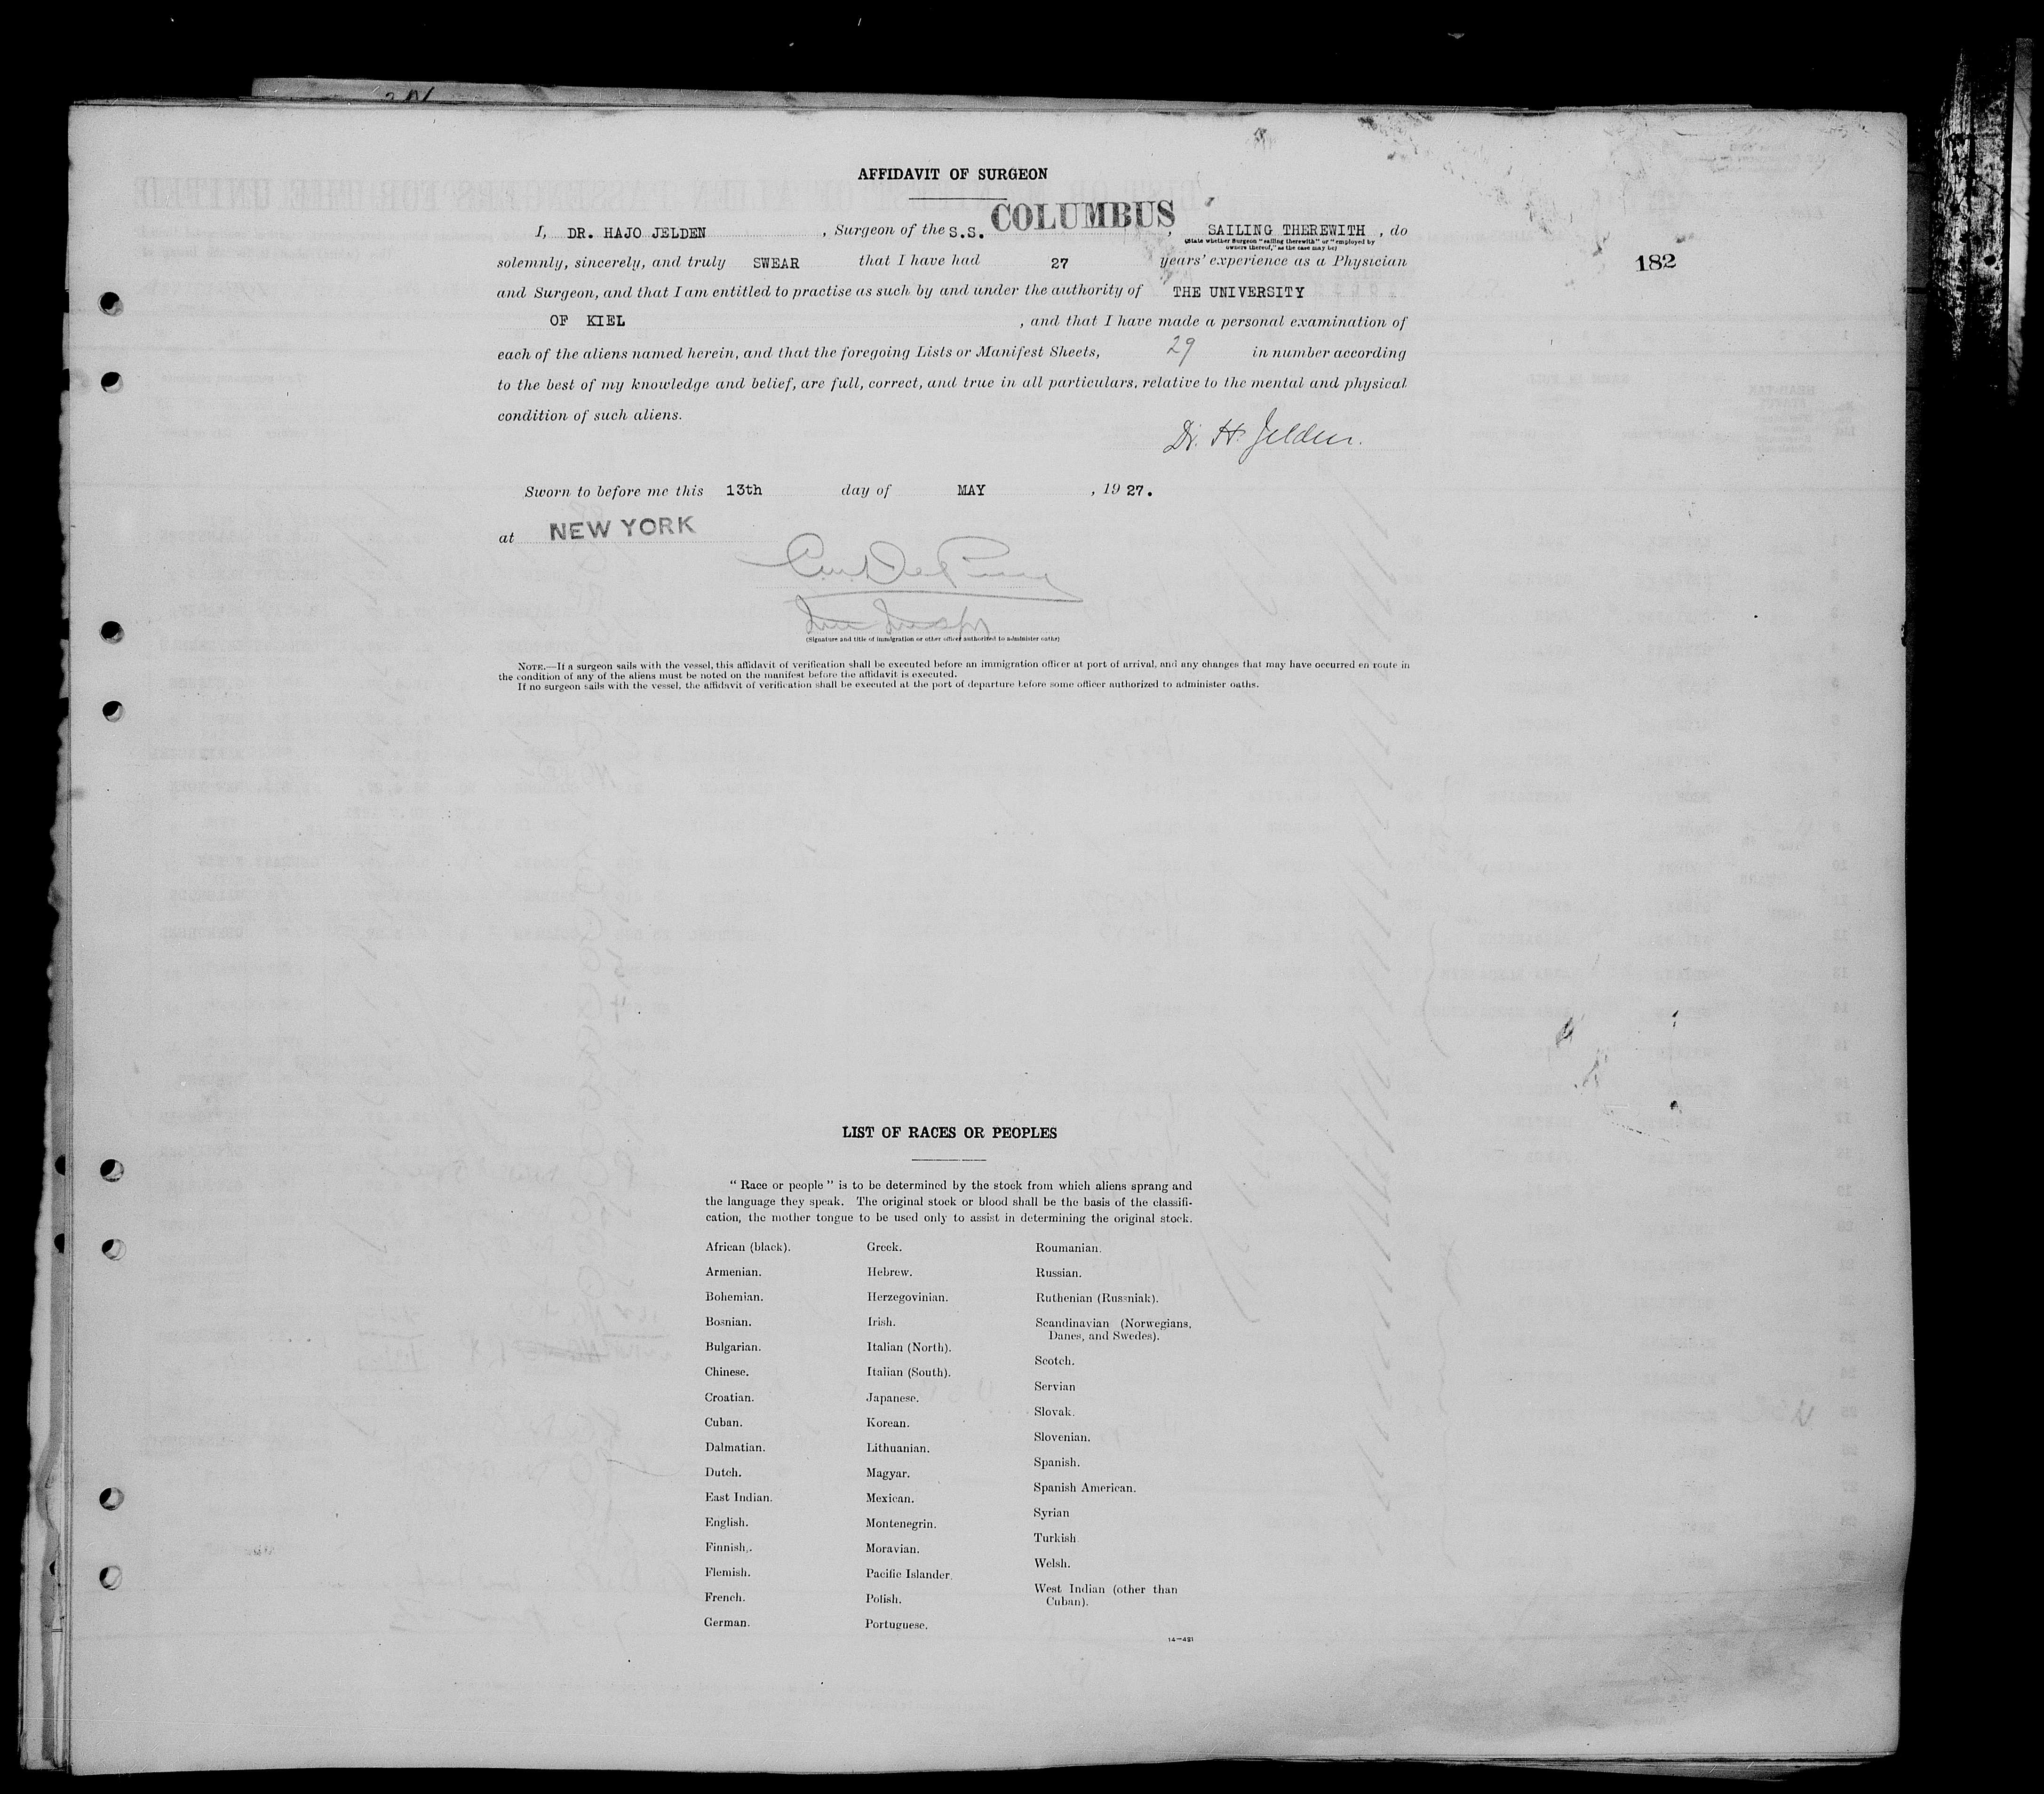 AFFIDAVIT OF SURGEON
I, DR. HAJO JELDEN, Surgeon of the S.S. COLUMBUS, SAILING THEREWITH, do
(State whether Surgeon "sailing therewith" or "employed by
owners thereof," as the case may be)
solemnly, sincerely, and truly SWEAR that I have had 27 years' experience as a Physician
182
and Surgeon, and that I am entitled to practise as such by and under the authority of THE UNIVERSITY
OF KIEL, and that I have made a personal examination of
each of the aliens named herein, and that the foregoing Lists or Manifest Sheets, 29 in number according
to the best of my knowledge and belief, are full, correct, and true in all particulars, relative to the mental and physical
condition of such aliens.
Dr. H. Jelden.
Sworn to before me this 13th day of MAY, 1927.
at NEW YORK
(Signature and title of immigration or other officer authorized to administer oaths)
NOTE.—If a surgeon sails with the vessel, this affidavit of verification shall be executed before an immigration officer at port of arrival, and any changes that may have occurred en route in
the condition of any of the aliens must be noted on the manifest before the affidavit is executed.
If no surgeon sails with the vessel, the affidavit of verification shall be executed at the port of departure before some officer authorized to administer oaths.
LIST OF RACES OR PEOPLES
"Race or people" is to be determined by the stock from which aliens sprang and
the language they speak. The original stock or blood shall be the basis of the classifi-
cation, the mother tongue to be used only to assist in determining the original stock.
African (black).
Armenian.
Bohemian.
Bosnian.
Bulgarian.
Chinese.
Croatian.
Cuban.
Dalmatian.
Dutch.
East Indian.
English.
Finnish.
Flemish.
French.
German.
Greek.
Hebrew.
Herzegovinian.
Irish.
Italian (North).
Italian (South).
Japanese.
Korean.
Lithuanian.
Magyar.
Mexican.
Montenegrin.
Moravian.
Pacific Islander.
Polish.
Portuguese.
Roumanian.
Russian.
Ruthenian (Russniak).
Scandinavian (Norwegians,
Danes, and Swedes).
Scotch.
Servian
Slovak.
Slovenian.
Spanish.
Spanish American.
Syrian
Turkish.
Welsh.
West Indian (other than
Cuban).
14—421